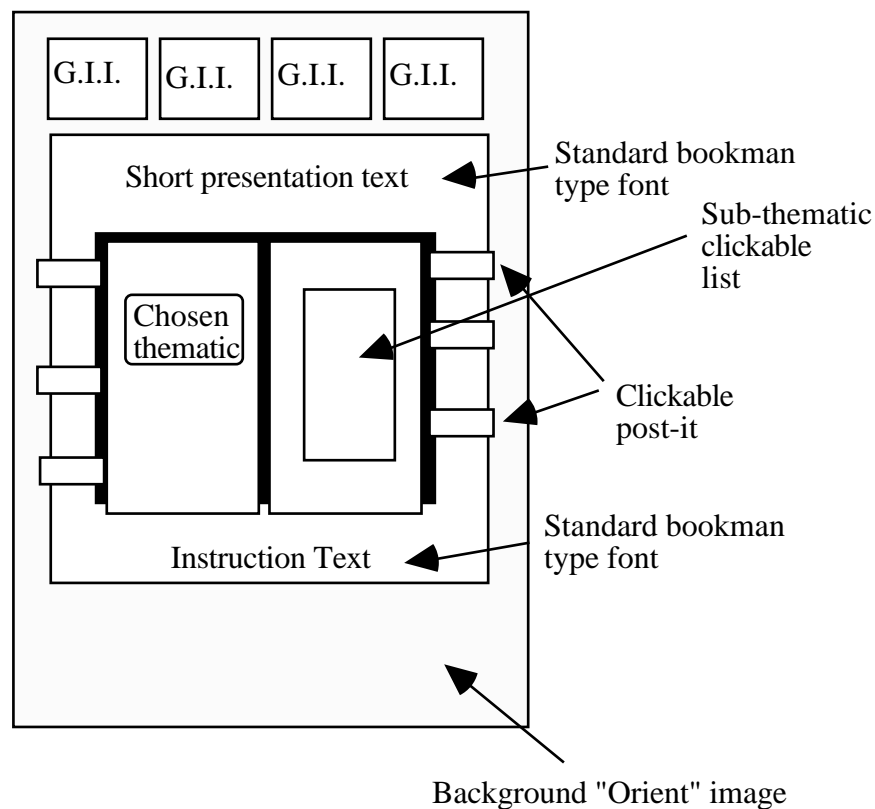 G.I.I. G.I.I. G.I.I. G.I.I.
Short presentation text
Standard bookman
type font
Sub-thematic
clickable
list
Chosen
thematic
Clickable
post-it
Instruction Text
Standard bookman
type font
Background "Orient" image